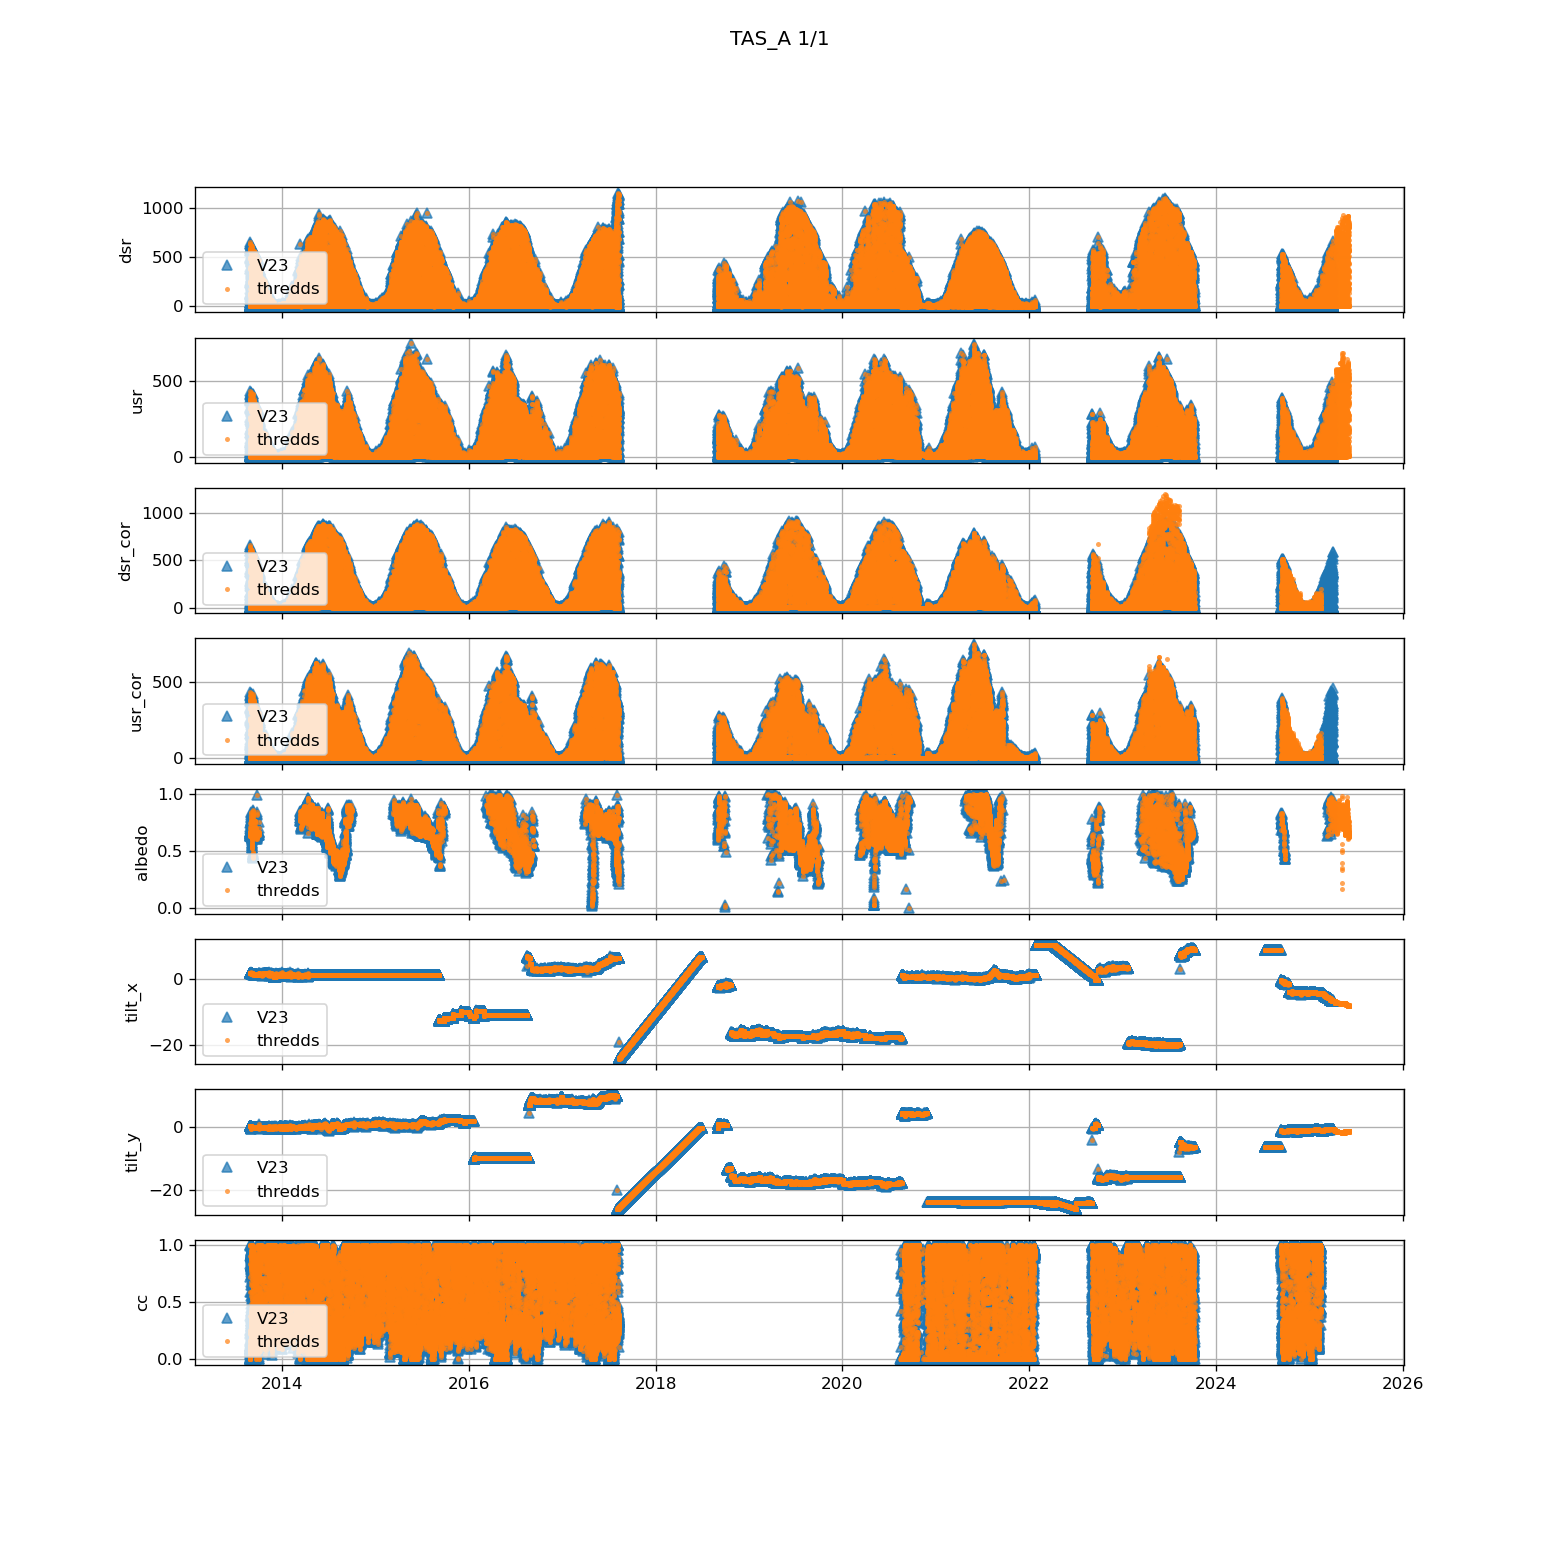 TAS_A 1/1
dsr
1000
500
0
V23
thredds
usr
500
0
V23
thredds
dsr_cor
1000
500
0
V23
thredds
usr_cor
500
0
V23
thredds
albedo
1.0
0.5
0.0
V23
thredds
tilt_x
0
−20
V23
thredds
tilt_y
0
−20
V23
thredds
cc
1.0
0.5
0.0
V23
thredds
2014 2016 2018 2020 2022 2024 2026